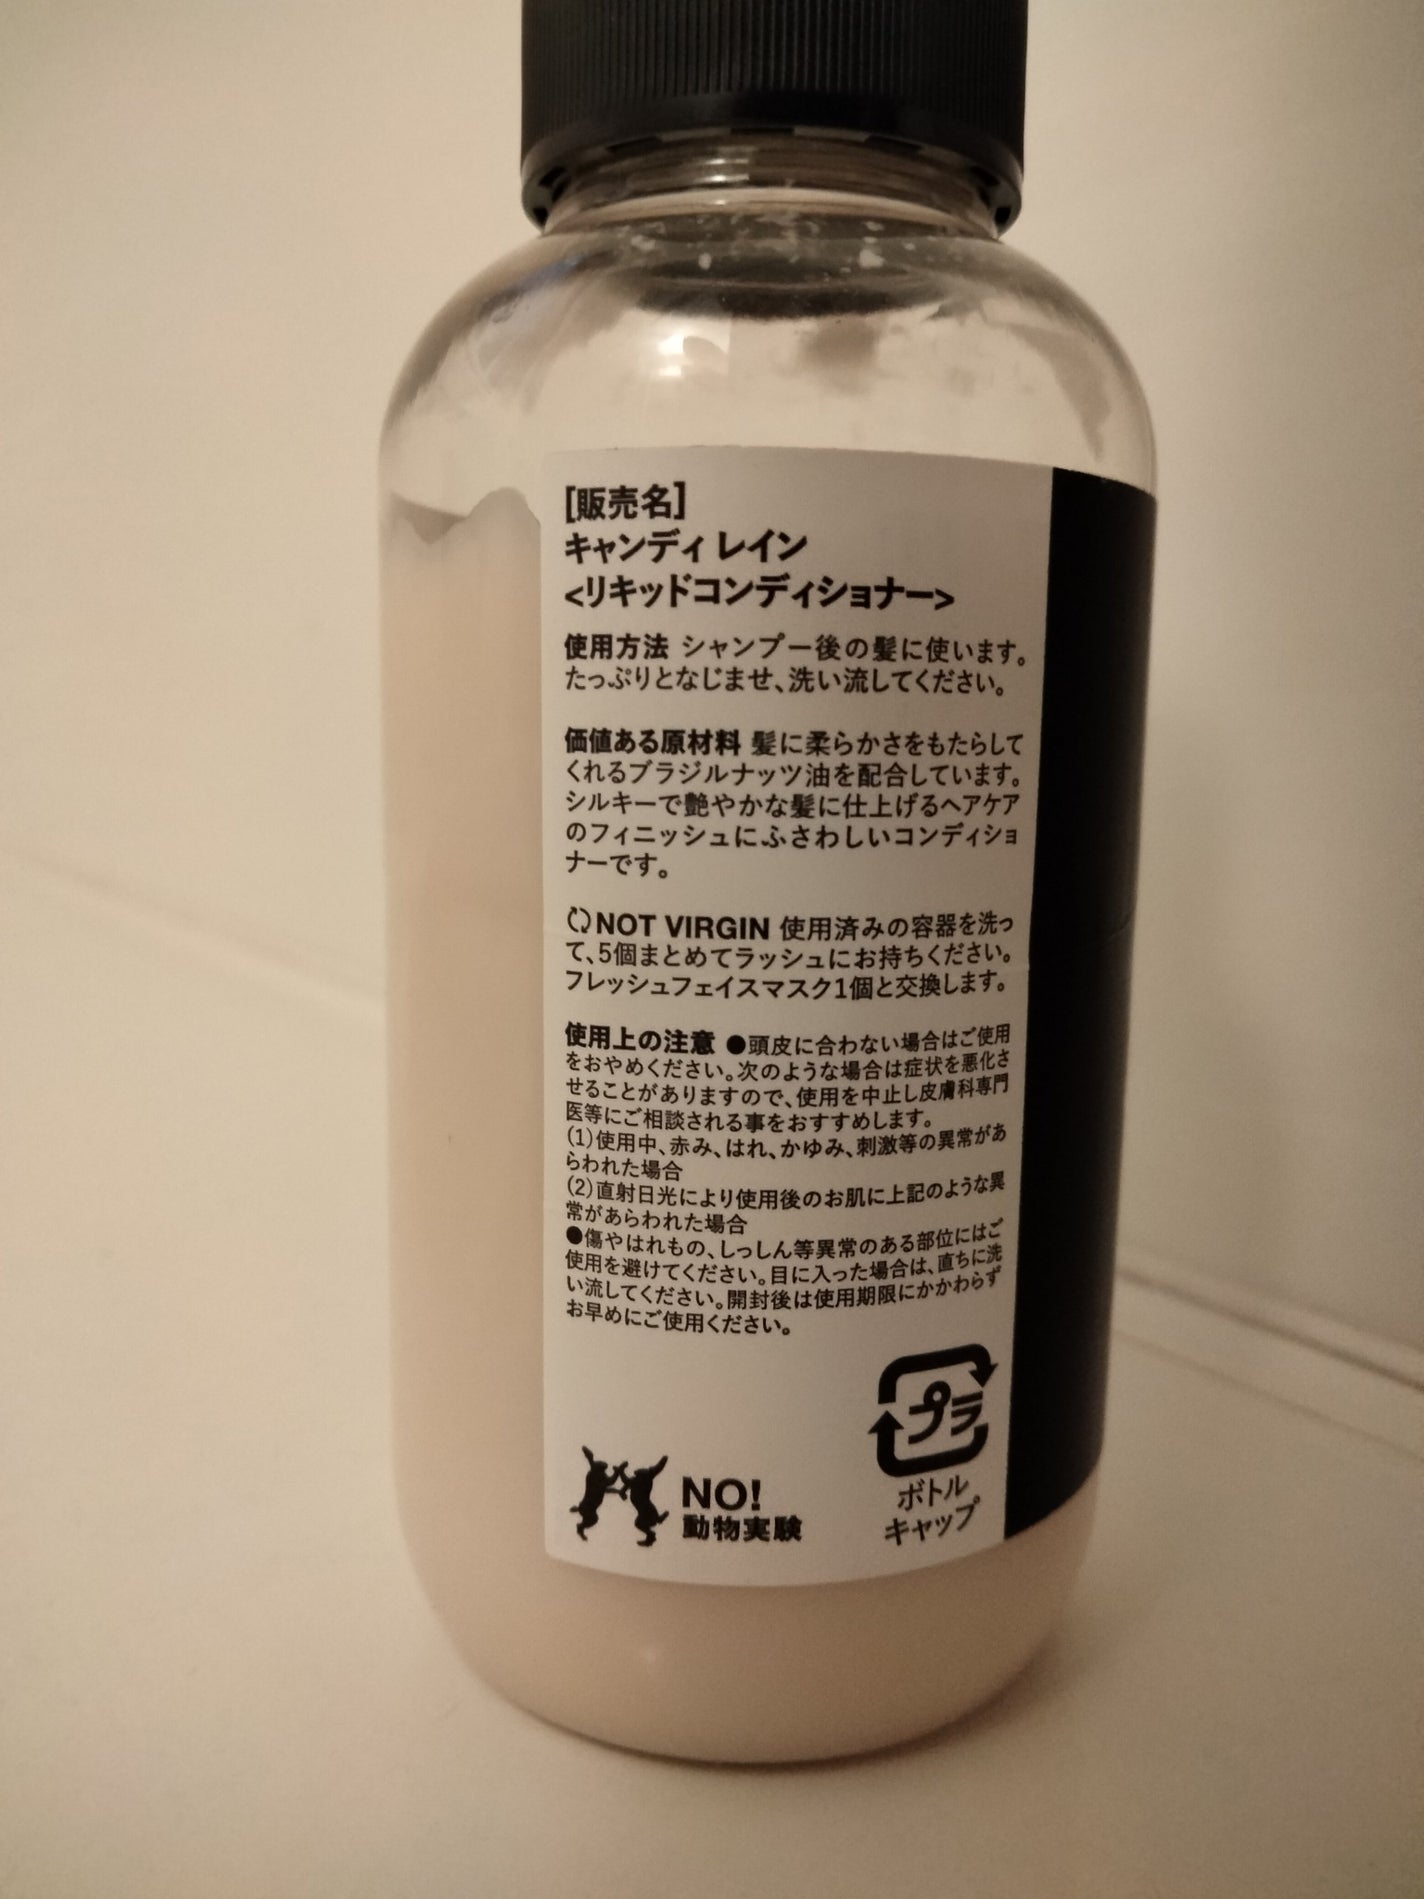 [販売名]
キャンディ レイン
<リキッドコンディショナー>
使用方法 シャンプー後の髪に使います。
たっぷりとなじませ、洗い流してください。
価値ある原材料 髪に柔らかさをもたらして
くれるブラジルナッツ油を配合しています。
シルキーで艶やかな髪に仕上げるヘアケア
のフィニッシュにふさわしいコンディショ
ナーです。
NOT VIRGIN 使用済みの容器を洗っ
て、5個まとめてラッシュにお持ちください。
フレッシュフェイスマスク1個と交換します。
使用上の注意 ●頭皮に合わない場合はご使用
をおやめください。次のような場合は症状を悪化さ
せることがありますので、使用を中止し皮膚科専門
医等にご相談される事をおすすめします。
(1)使用中、赤み、はれ、かゆみ、刺激等の異常があ
らわれた場合
(2)直射日光により使用後のお肌に上記のような異
常があらわれた場合
●傷やはれもの、しっしん等異常のある部位にはご
使用を避けてください。目に入った場合は、直ちに洗
い流してください。開封後は使用期限にかかわらず
お早めにご使用ください。
プラ
ボトル
キャップ
NO!
動物実験